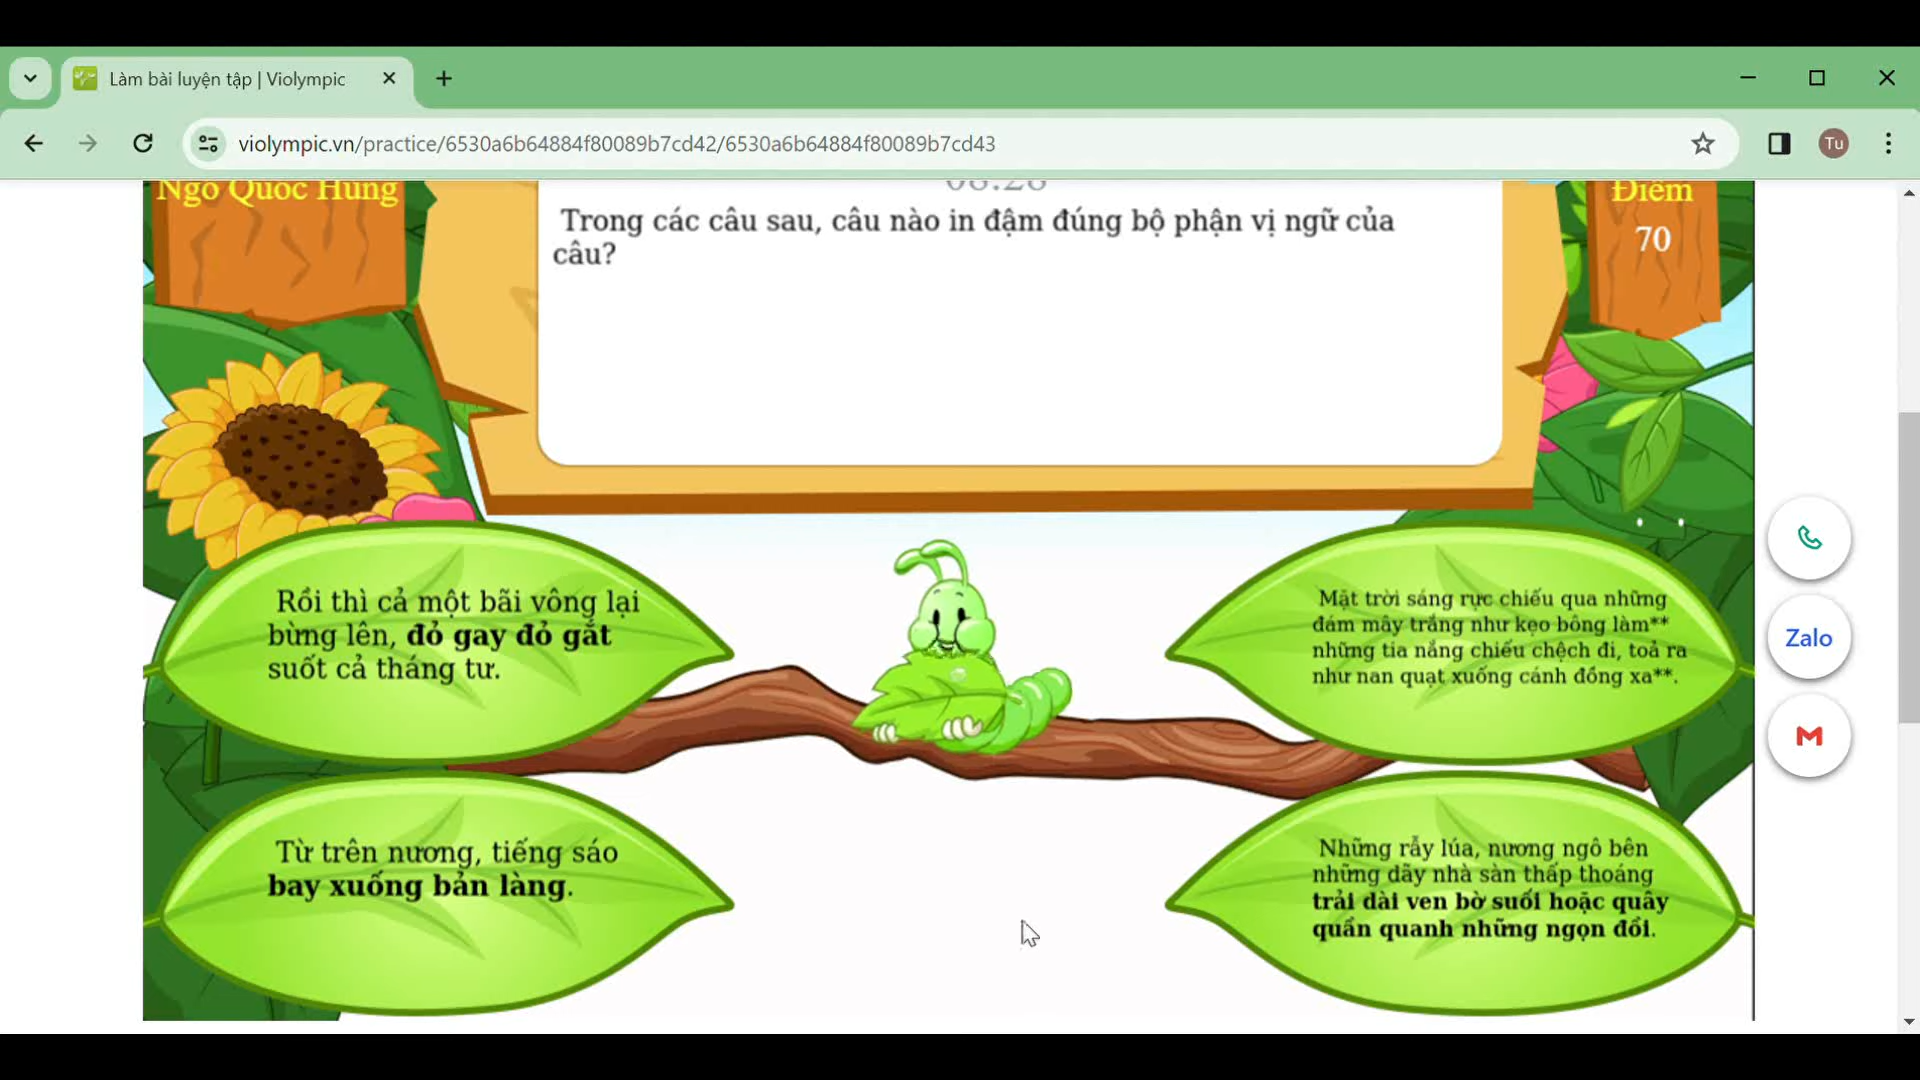 Làm bài luyện tập | Violympic
violympic.vn/practice/6530a6b64884f80089b7cd42/6530a6b64884f80089b7cd43
Tu
Ngô Quốc Hưng
08:28
Điểm
70
Trong các câu sau, câu nào in đậm đúng bộ phận vị ngữ của
câu?
Rồi thì cả một bãi vông lại
bừng lên, đỏ gay đỏ gắt
suốt cả tháng tư.
Mặt trời sáng rực chiếu qua những
đám mây trắng như kẹo bông làm**
những tia nắng chiếu chệch đi, toả ra
như nan quạt xuống cánh đồng xa**.
Từ trên nương, tiếng sáo
bay xuống bản làng.
Những rẫy lúa, nương ngô bên
những dãy nhà sàn thấp thoáng
trải dài ven bờ suối hoặc quây
quần quanh những ngọn đồi.
Zalo